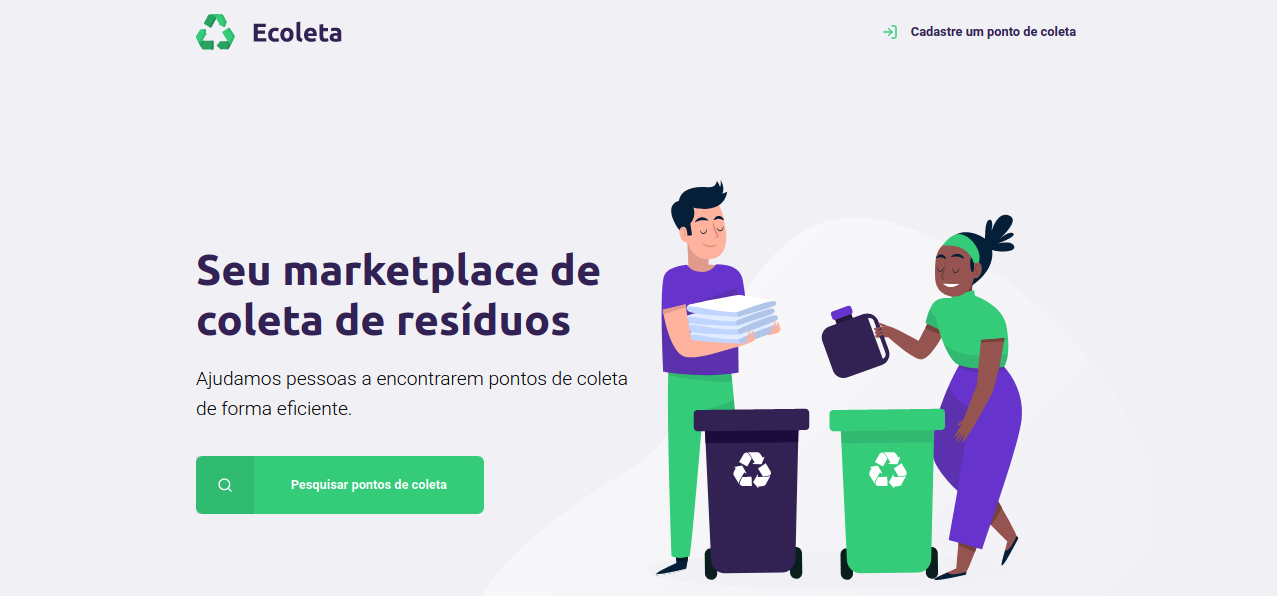 Ecoleta
Cadastre um ponto de coleta
Seu marketplace de
coleta de resíduos
Ajudamos pessoas a encontrarem pontos de coleta
de forma eficiente.
Pesquisar pontos de coleta